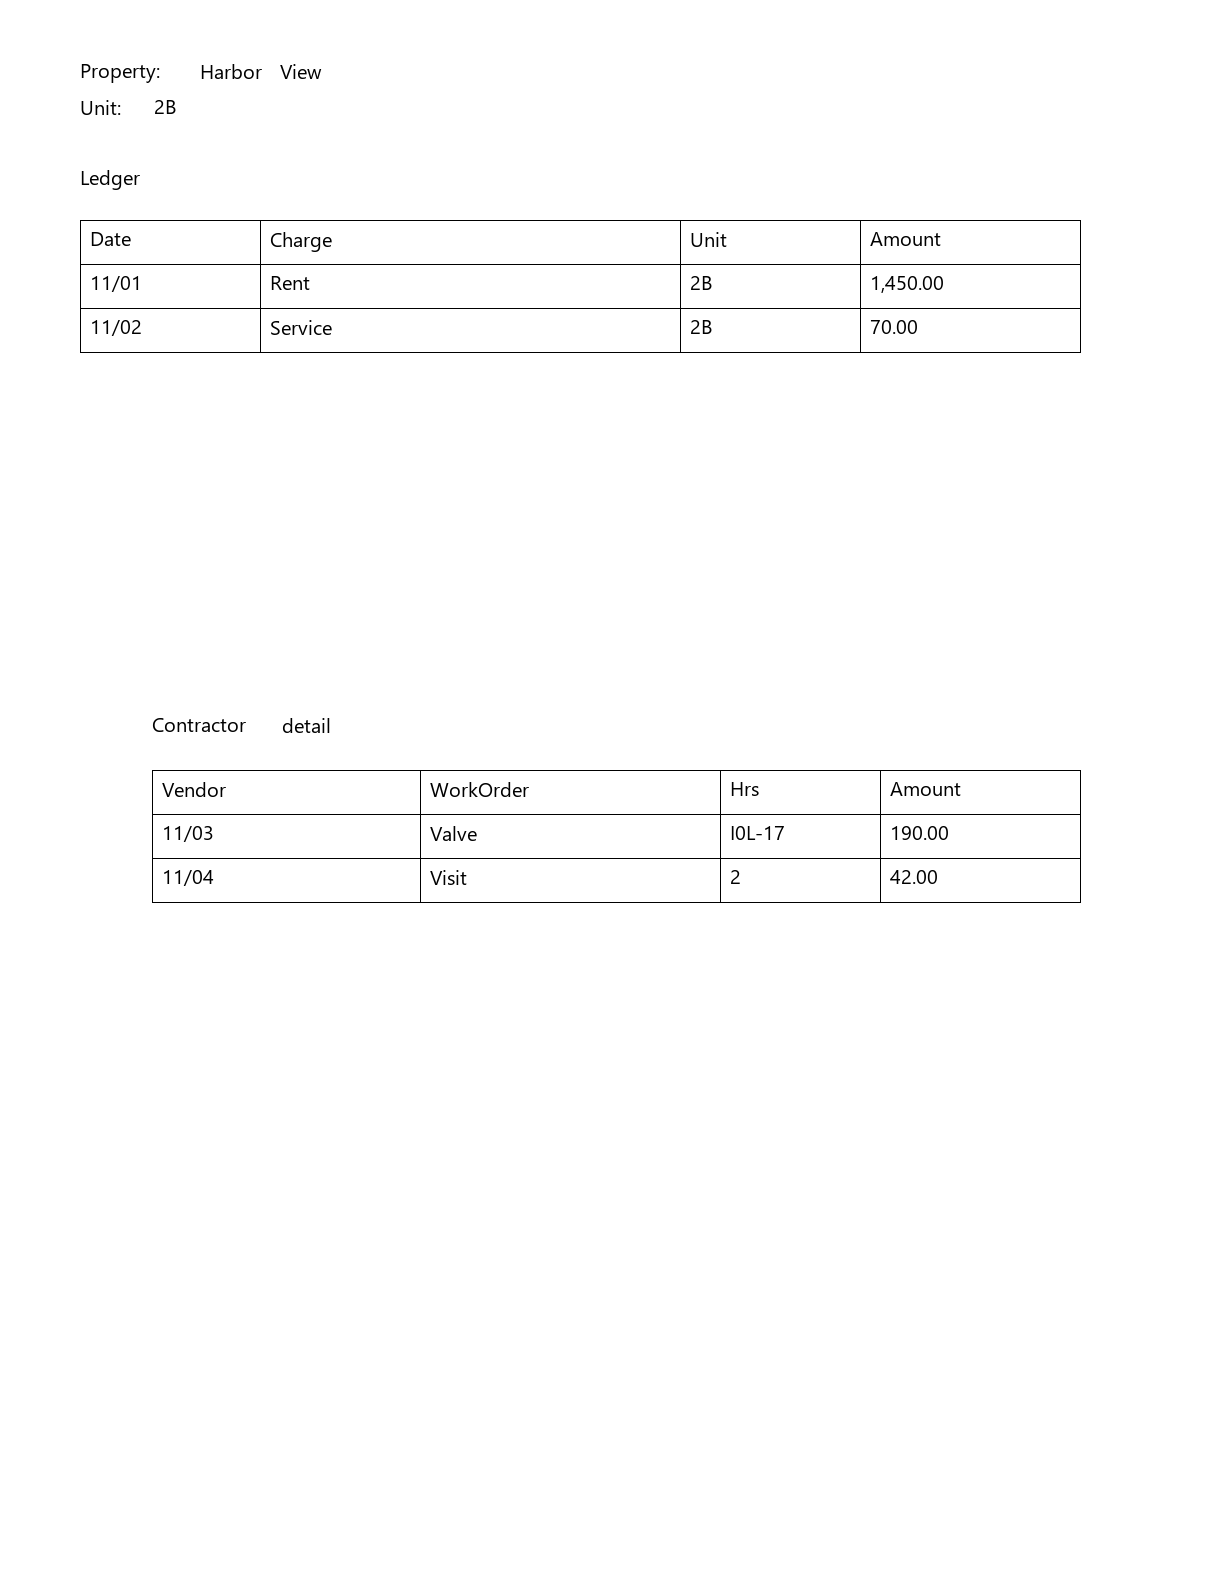 Property: Harbor View
Unit: 2B
Ledger
Date Charge Unit Amount
11/01 Rent 2B 1,450.00
11/02 Service 2B 70.00
Contractor detail
Vendor WorkOrder Hrs Amount
11/03 Valve I0L-17 190.00
11/04 Visit 2 42.00